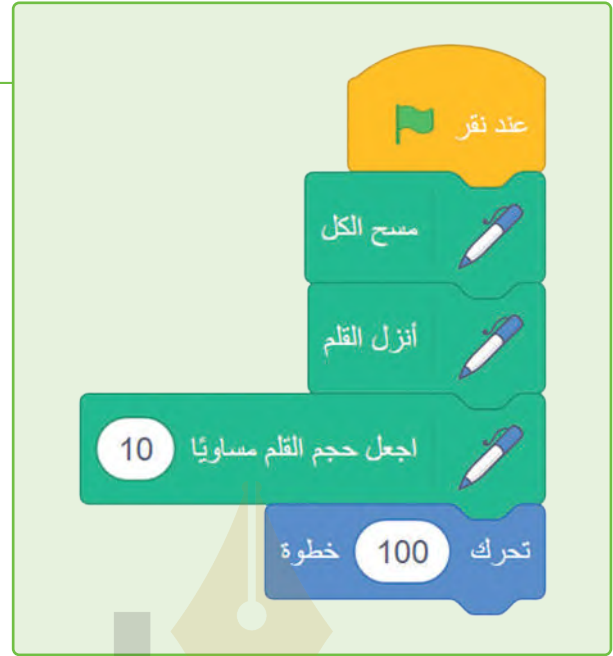 عند نقر
مسح الكل
أنزل القلم
اجعل حجم القلم مساويًا 10
تحرك 100 خطوة